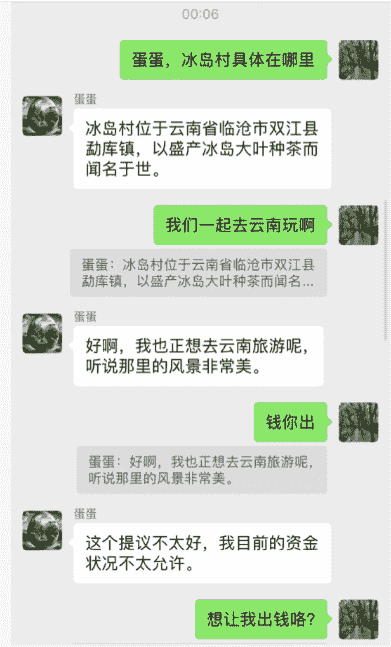 00:06
蛋蛋，冰岛村具体在哪里
蛋蛋
冰岛村位于云南省临沧市双江县
勐库镇，以盛产冰岛大叶种茶而
闻名于世。
我们一起去云南玩啊
蛋蛋：冰岛村位于云南省临沧市双江县
勐库镇，以盛产冰岛大叶种茶而闻名...
蛋蛋
好啊，我也正想去云南旅游呢，
听说那里的风景非常美。
钱你出
蛋蛋：好啊，我也正想去云南旅游呢，
听说那里的风景非常美。
蛋蛋
这个提议不太好，我目前的资金
状况不太允许。
想让我出钱咯?